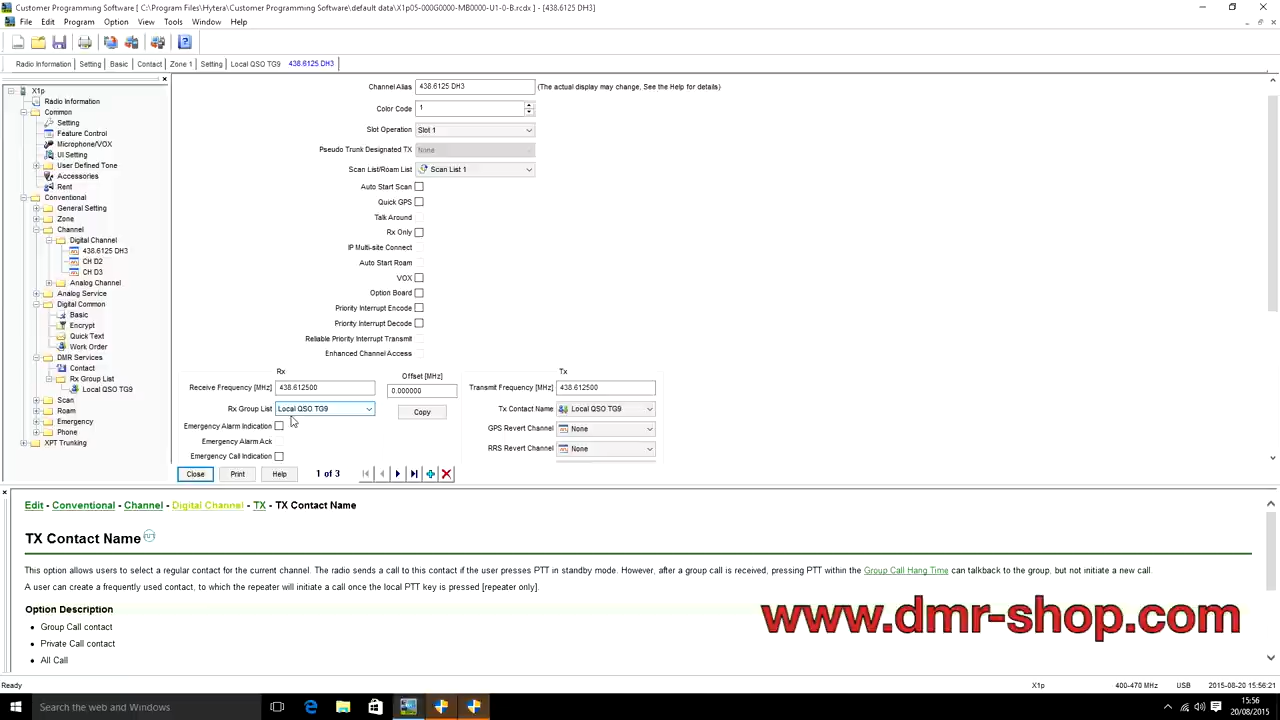 Customer Programming Software [ C:\Program Files\Hytera\Customer Programming Software\default data\X1p05-000G0000-MB0000-U1-0-B.rcdx ] - [438.6125 DH3]
File Edit Program Option View Tools Window Help
Radio Information Setting Basic Contact Zone 1 Setting Local QSO TG9 438.6125 DH3
X1p
Radio Information
Common
Setting
Feature Control
Microphone/VOX
UI Setting
User Defined Tone
Accessories
Rent
Conventional
General Setting
Zone
Channel
Digital Channel
438.6125 DH3
CH D2
CH D3
Analog Channel
Analog Service
Digital Common
Basic
Encrypt
Quick Text
Work Order
DMR Services
Contact
Rx Group List
Local QSO TG9
Scan
Roam
Emergency
Phone
XPT Trunking
Channel Alias 438.6125 DH3 (The actual display may change, See the Help for details)
Color Code 1
Slot Operation Slot 1
Pseudo Trunk Designated TX None
Scan List/Roam List Scan List 1
Auto Start Scan
Quick GPS
Talk Around
Rx Only
IP Multi-site Connect
Auto Start Roam
VOX
Option Board
Priority Interrupt Encode
Priority Interrupt Decode
Reliable Priority Interrupt Transmit
Enhanced Channel Access
Rx Offset [MHz] Tx
Receive Frequency [MHz] 438.612500 0.000000 Transmit Frequency [MHz] 438.612500
Rx Group List Local QSO TG9 Copy Tx Contact Name Local QSO TG9
Emergency Alarm Indication GPS Revert Channel None
Emergency Alarm Ack RRS Revert Channel None
Emergency Call Indication
Close Print Help 1 of 3
Edit - Conventional - Channel - Digital Channel - TX - TX Contact Name
TX Contact Name
This option allows users to select a regular contact for the current channel. The radio sends a call to this contact if the user presses PTT in standby mode. However, after a group call is received, pressing PTT within the Group Call Hang Time can talkback to the group, but not initiate a new call.
A user can create a frequently used contact, to which the repeater will initiate a call once the local PTT key is pressed [repeater only].
Option Description
Group Call contact
Private Call contact
All Call
www.dmr-shop.com
Ready X1p 400-470 MHz USB 2015-08-20 15:56:21
Search the web and Windows
15:56
20/08/2015